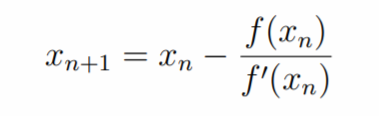 x_{n+1} = x_n - \frac{f(x_n)}{f'(x_n)}